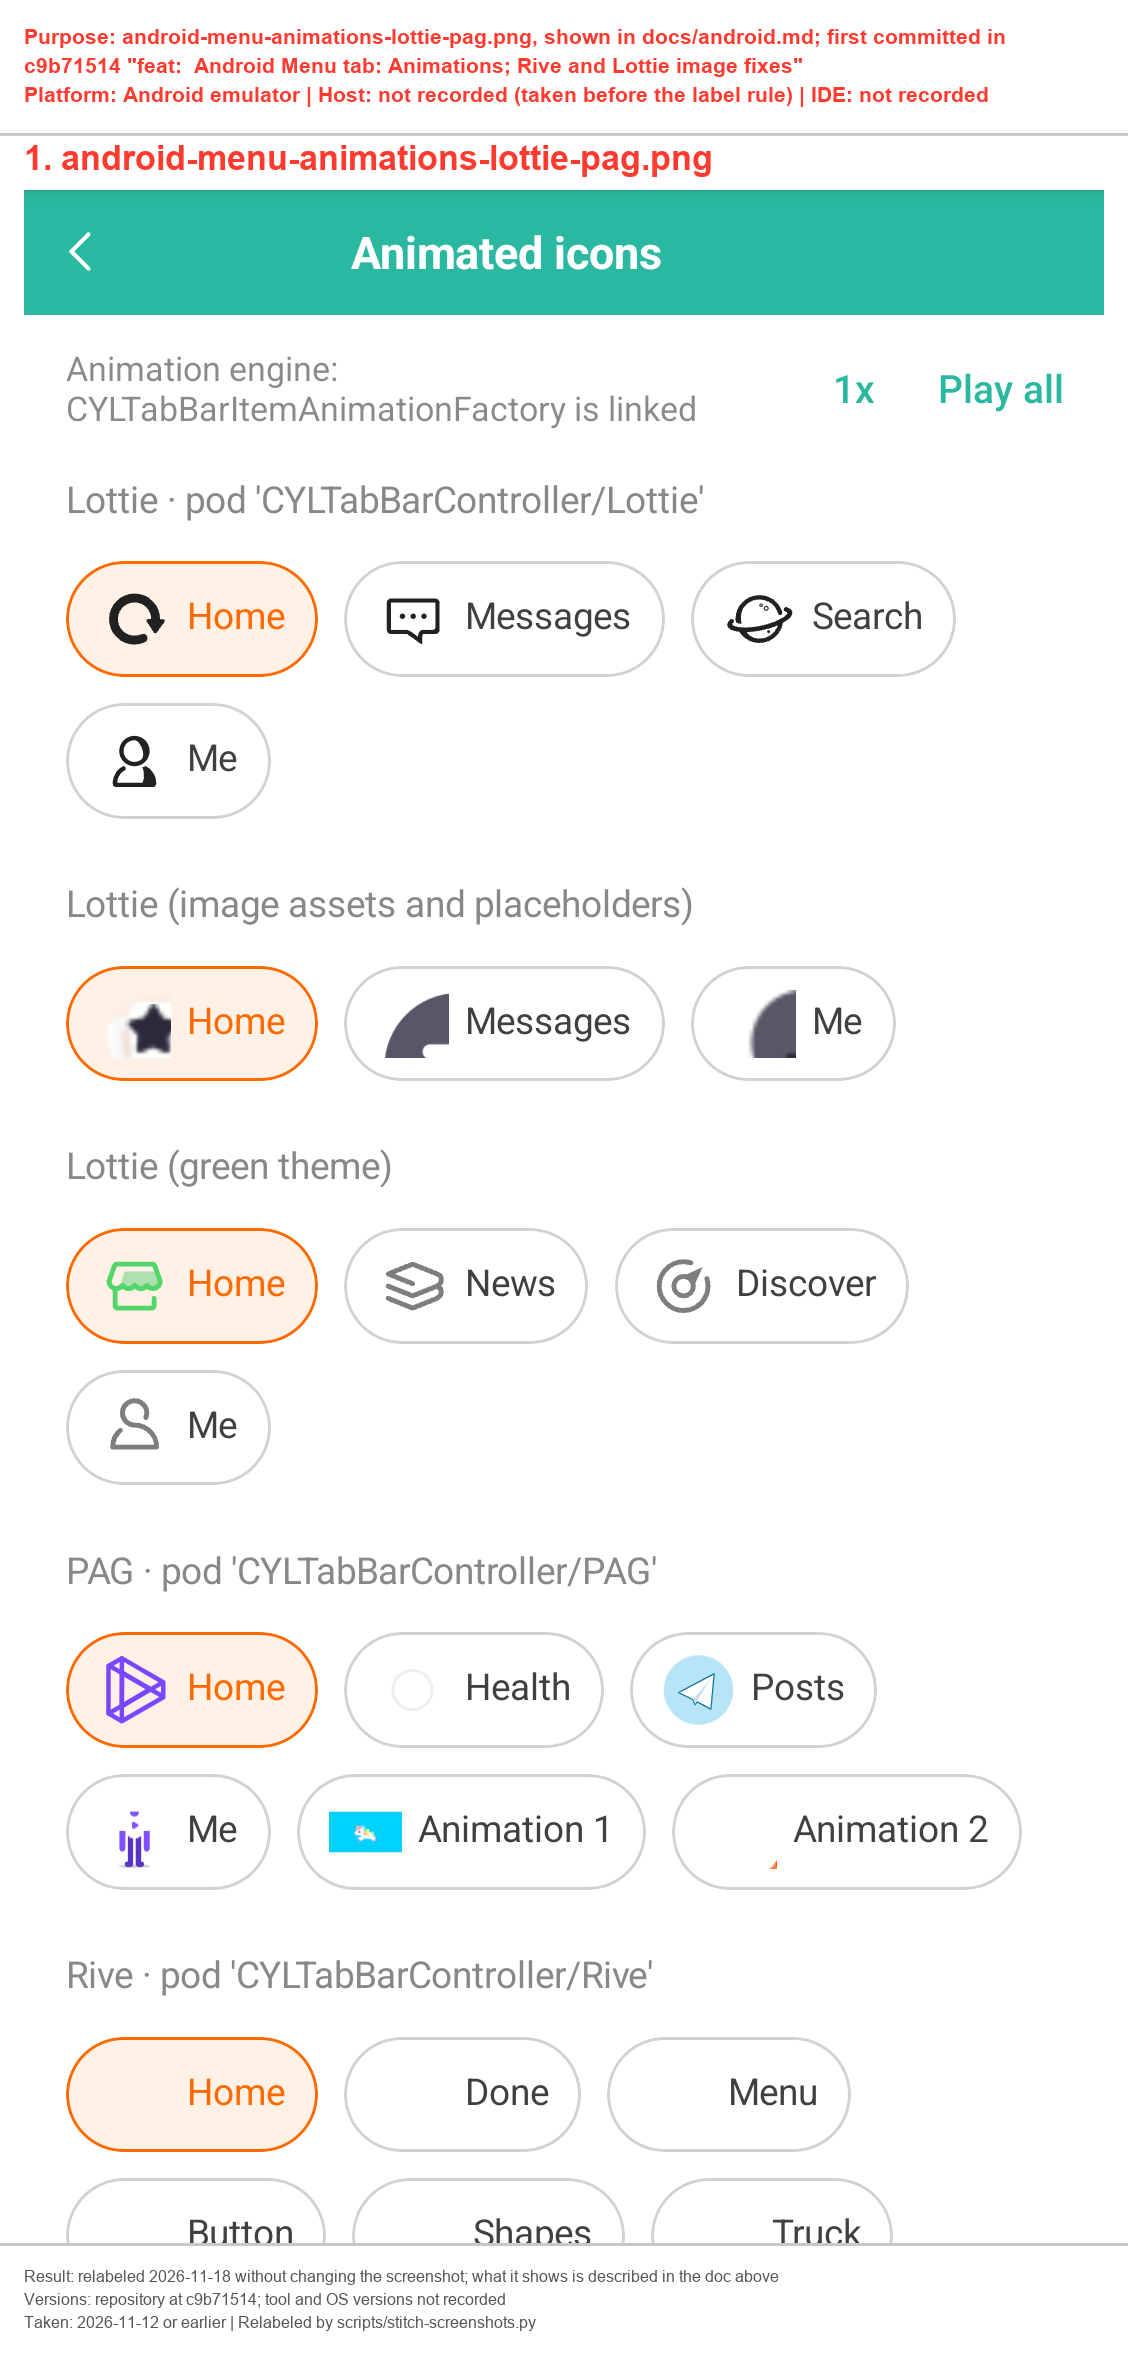 Purpose: android-menu-animations-lottie-pag.png, shown in docs/android.md; first committed in
c9b71514 "feat:  Android Menu tab: Animations; Rive and Lottie image fixes"
Platform: Android emulator | Host: not recorded (taken before the label rule) | IDE: not recorded
1. android-menu-animations-lottie-pag.png
Animated icons
Animation engine:
CYLTabBarItemAnimationFactory is linked
1x
Play all
Lottie · pod 'CYLTabBarController/Lottie'
Home
Messages
Search
Me
Lottie (image assets and placeholders)
Home
Messages
Me
Lottie (green theme)
Home
News
Discover
Me
PAG · pod 'CYLTabBarController/PAG'
Home
Health
Posts
Me
Animation 1
Animation 2
Rive · pod 'CYLTabBarController/Rive'
Home
Done
Menu
Button
Shapes
Truck
Result: relabeled 2026-11-18 without changing the screenshot; what it shows is described in the doc above
Versions: repository at c9b71514; tool and OS versions not recorded
Taken: 2026-11-12 or earlier | Relabeled by scripts/stitch-screenshots.py